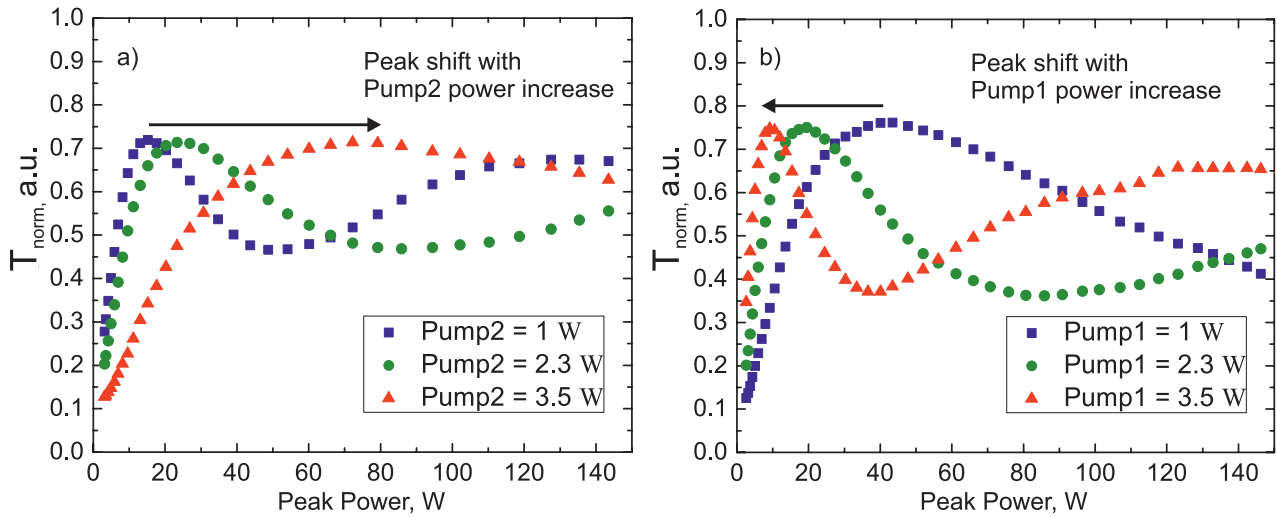 a)
Peak shift with
Pump2 power increase
T norm, a.u.
1.0
0.9
0.8
0.7
0.6
0.5
0.4
0.3
0.2
0.1
0.0
Pump2 = 1 W
Pump2 = 2.3 W
Pump2 = 3.5 W
0 20 40 60 80 100 120 140
Peak Power, W
b)
Peak shift with
Pump1 power increase
T norm, a.u.
1.0
0.9
0.8
0.7
0.6
0.5
0.4
0.3
0.2
0.1
0.0
Pump1 = 1 W
Pump1 = 2.3 W
Pump1 = 3.5 W
0 20 40 60 80 100 120 140
Peak Power, W